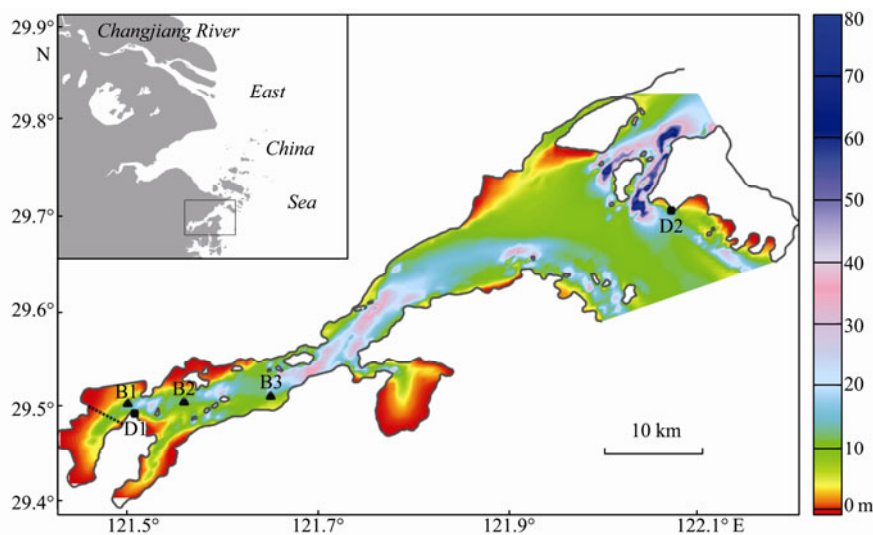 29.9°
N
29.8°
29.7°
29.6°
29.5°
29.4°
Changjiang River
East
China
Sea
B1
B2
B3
D1
D2
10 km
121.5°
121.7°
121.9°
122.1° E
80
70
60
50
40
30
20
10
0 m